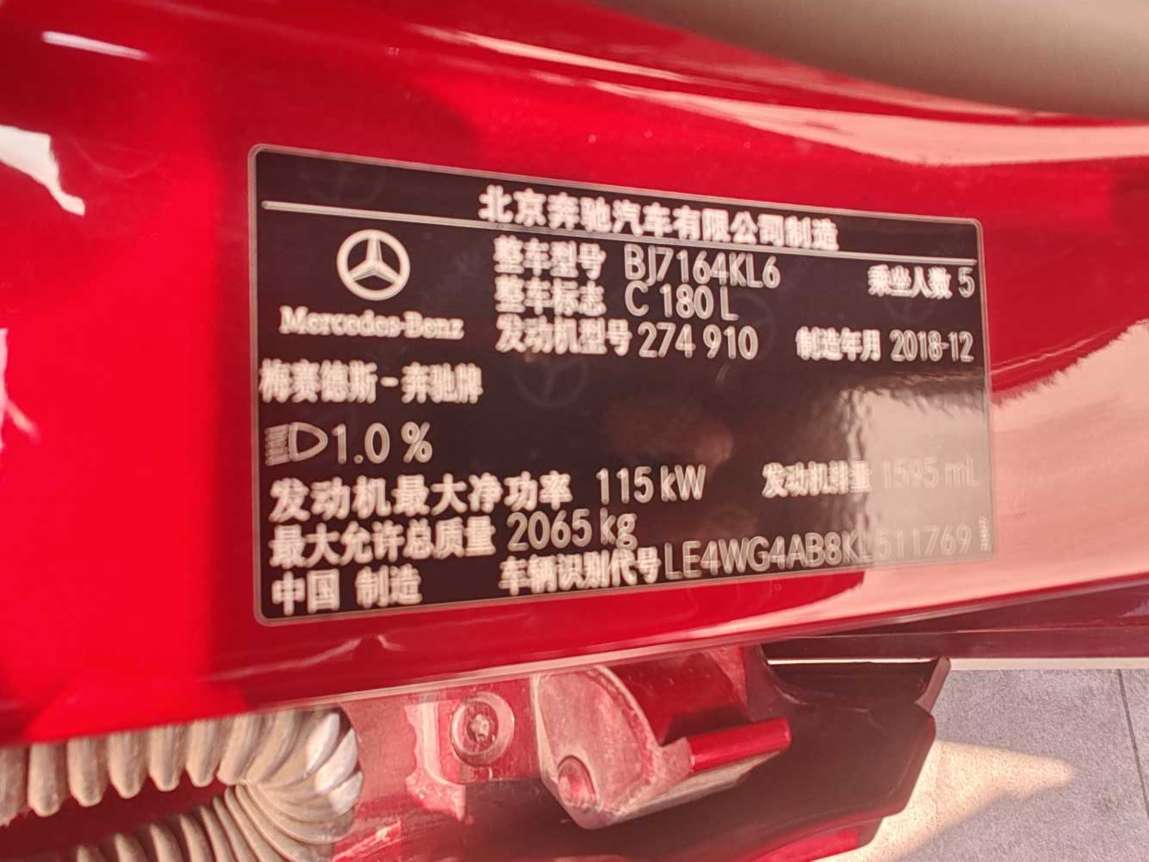 北京奔驰汽车有限公司制造
整车型号 BJ7164KL6 乘坐人数 5
整车标志 C 180 L
Mercedes-Benz
发动机型号 274 910 制造年月 2018-12
梅赛德斯-奔驰牌
1.0 %
发动机最大净功率 115 kW 发动机排量 1595 mL
最大允许总质量 2065 kg
中国 制造 车辆识别代号 LE4WG4AB8KL511769